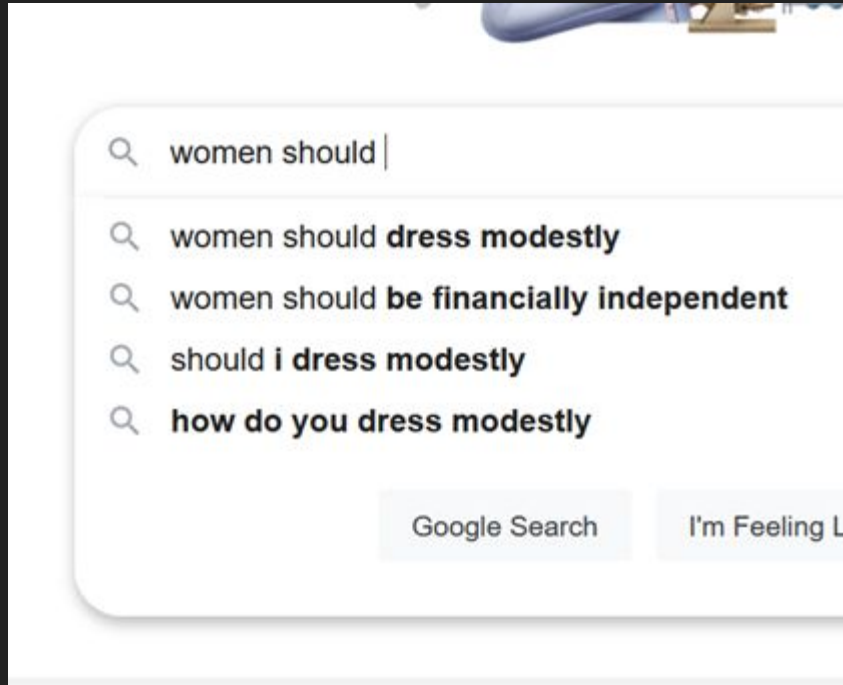 women should
women should dress modestly
women should be financially independent
should i dress modestly
how do you dress modestly
Google Search
I'm Feeling L